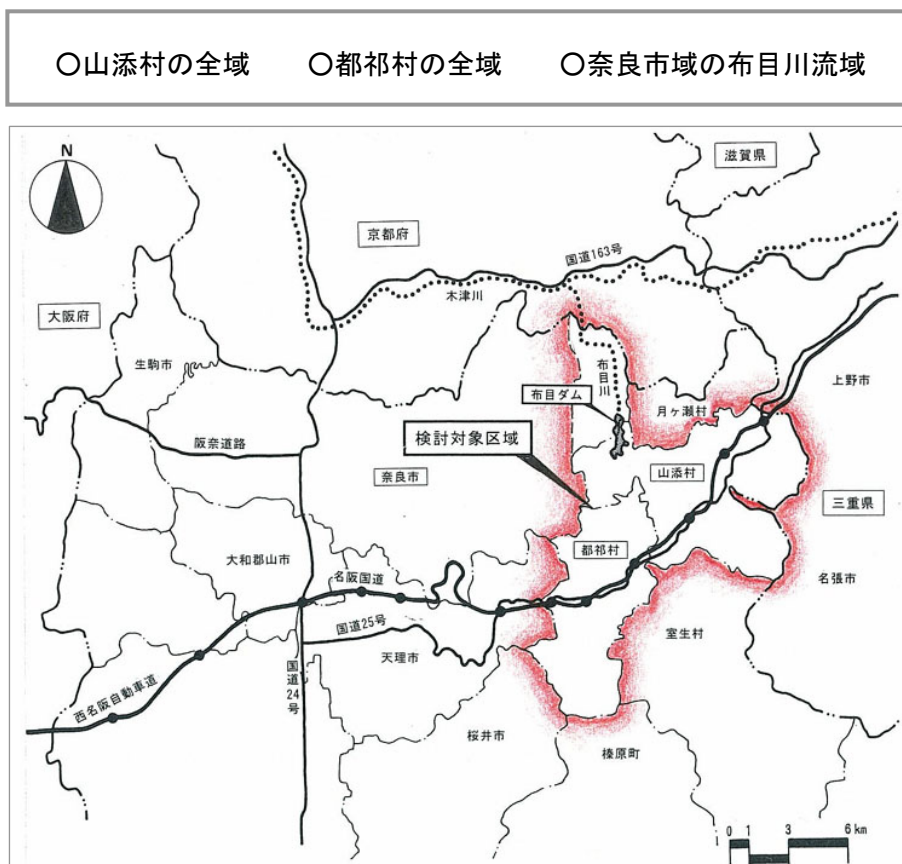 ○山添村の全域　○都祁村の全域　○奈良市域の布目川流域
N
滋賀県
京都府
国道163号
木津川
大阪府
生駒市
布目川
上野市
布目ダム
月ヶ瀬村
検討対象区域
阪奈道路
奈良市
山添村
三重県
都祁村
大和郡山市
名阪国道
名張市
国道25号
室生村
天理市
国道24号
西名阪自動車道
桜井市
榛原町
0 1 3 6 km